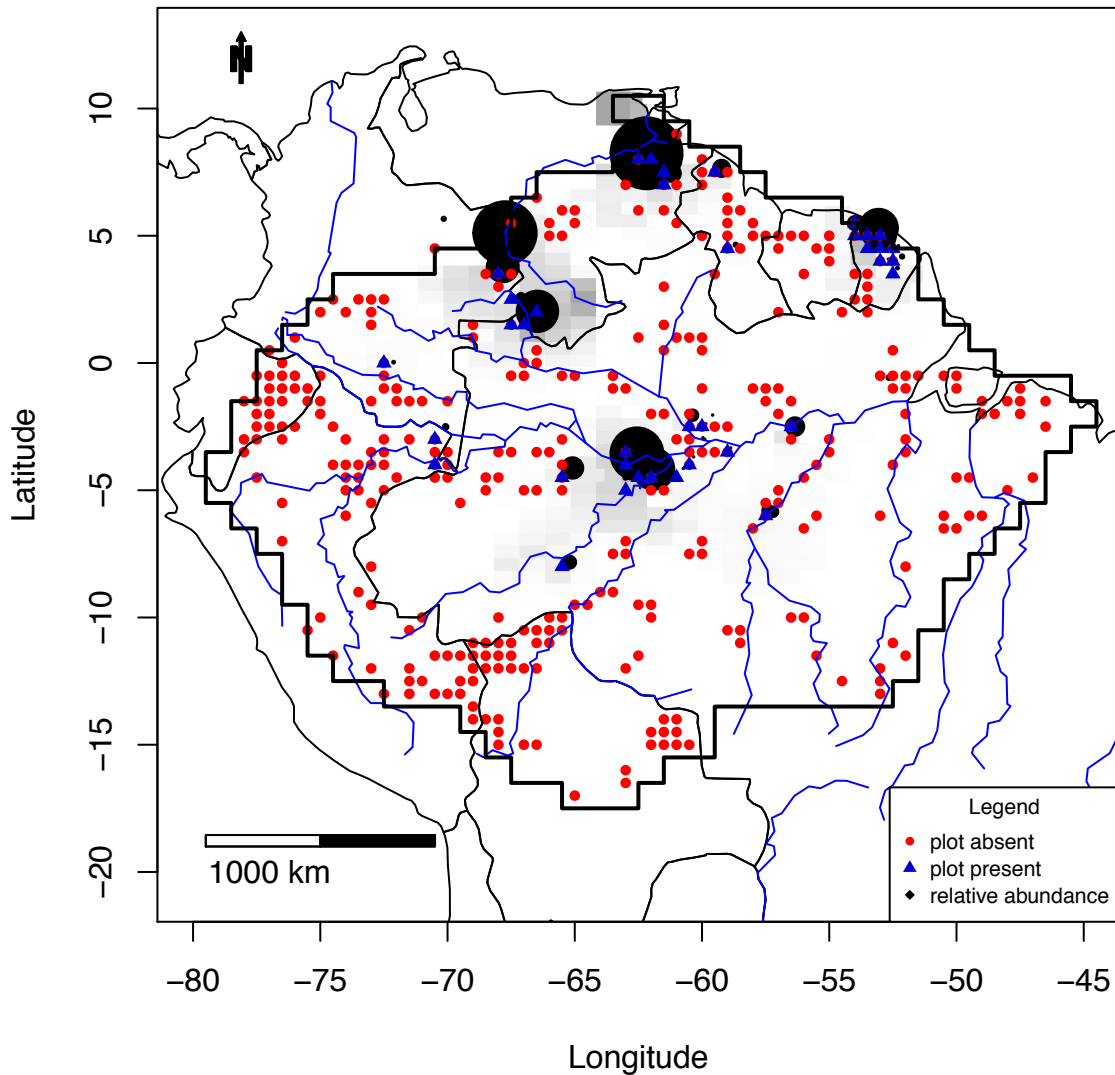 N
10
5
0
−5
−10
−15
−20
Latitude
1000 km
Legend
plot absent
plot present
relative abundance
−80
−75
−70
−65
−60
−55
−50
−45
Longitude